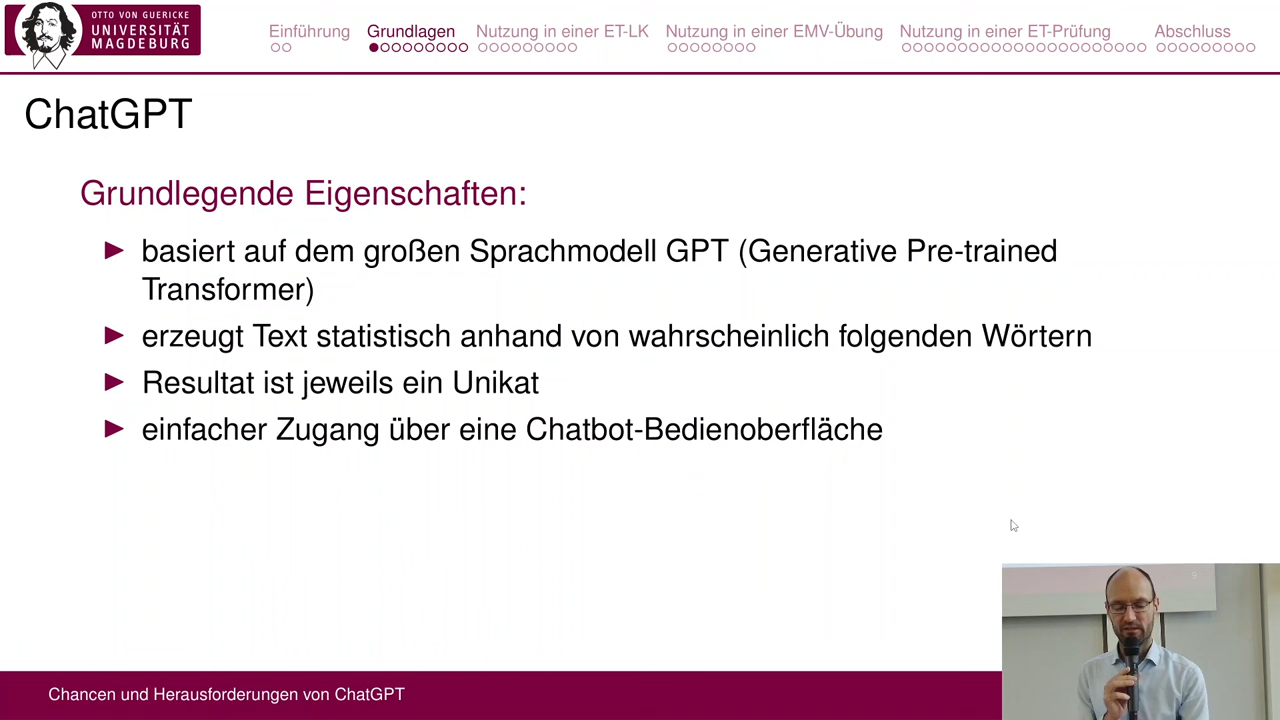 OTTO VON GUERICKE
UNIVERSITÄT
MAGDEBURG
Einführung
Grundlagen
Nutzung in einer ET-LK
Nutzung in einer EMV-Übung
Nutzung in einer ET-Prüfung
Abschluss
ChatGPT
Grundlegende Eigenschaften:
basiert auf dem großen Sprachmodell GPT (Generative Pre-trained
Transformer)
erzeugt Text statistisch anhand von wahrscheinlich folgenden Wörtern
Resultat ist jeweils ein Unikat
einfacher Zugang über eine Chatbot-Bedienoberfläche
Chancen und Herausforderungen von ChatGPT